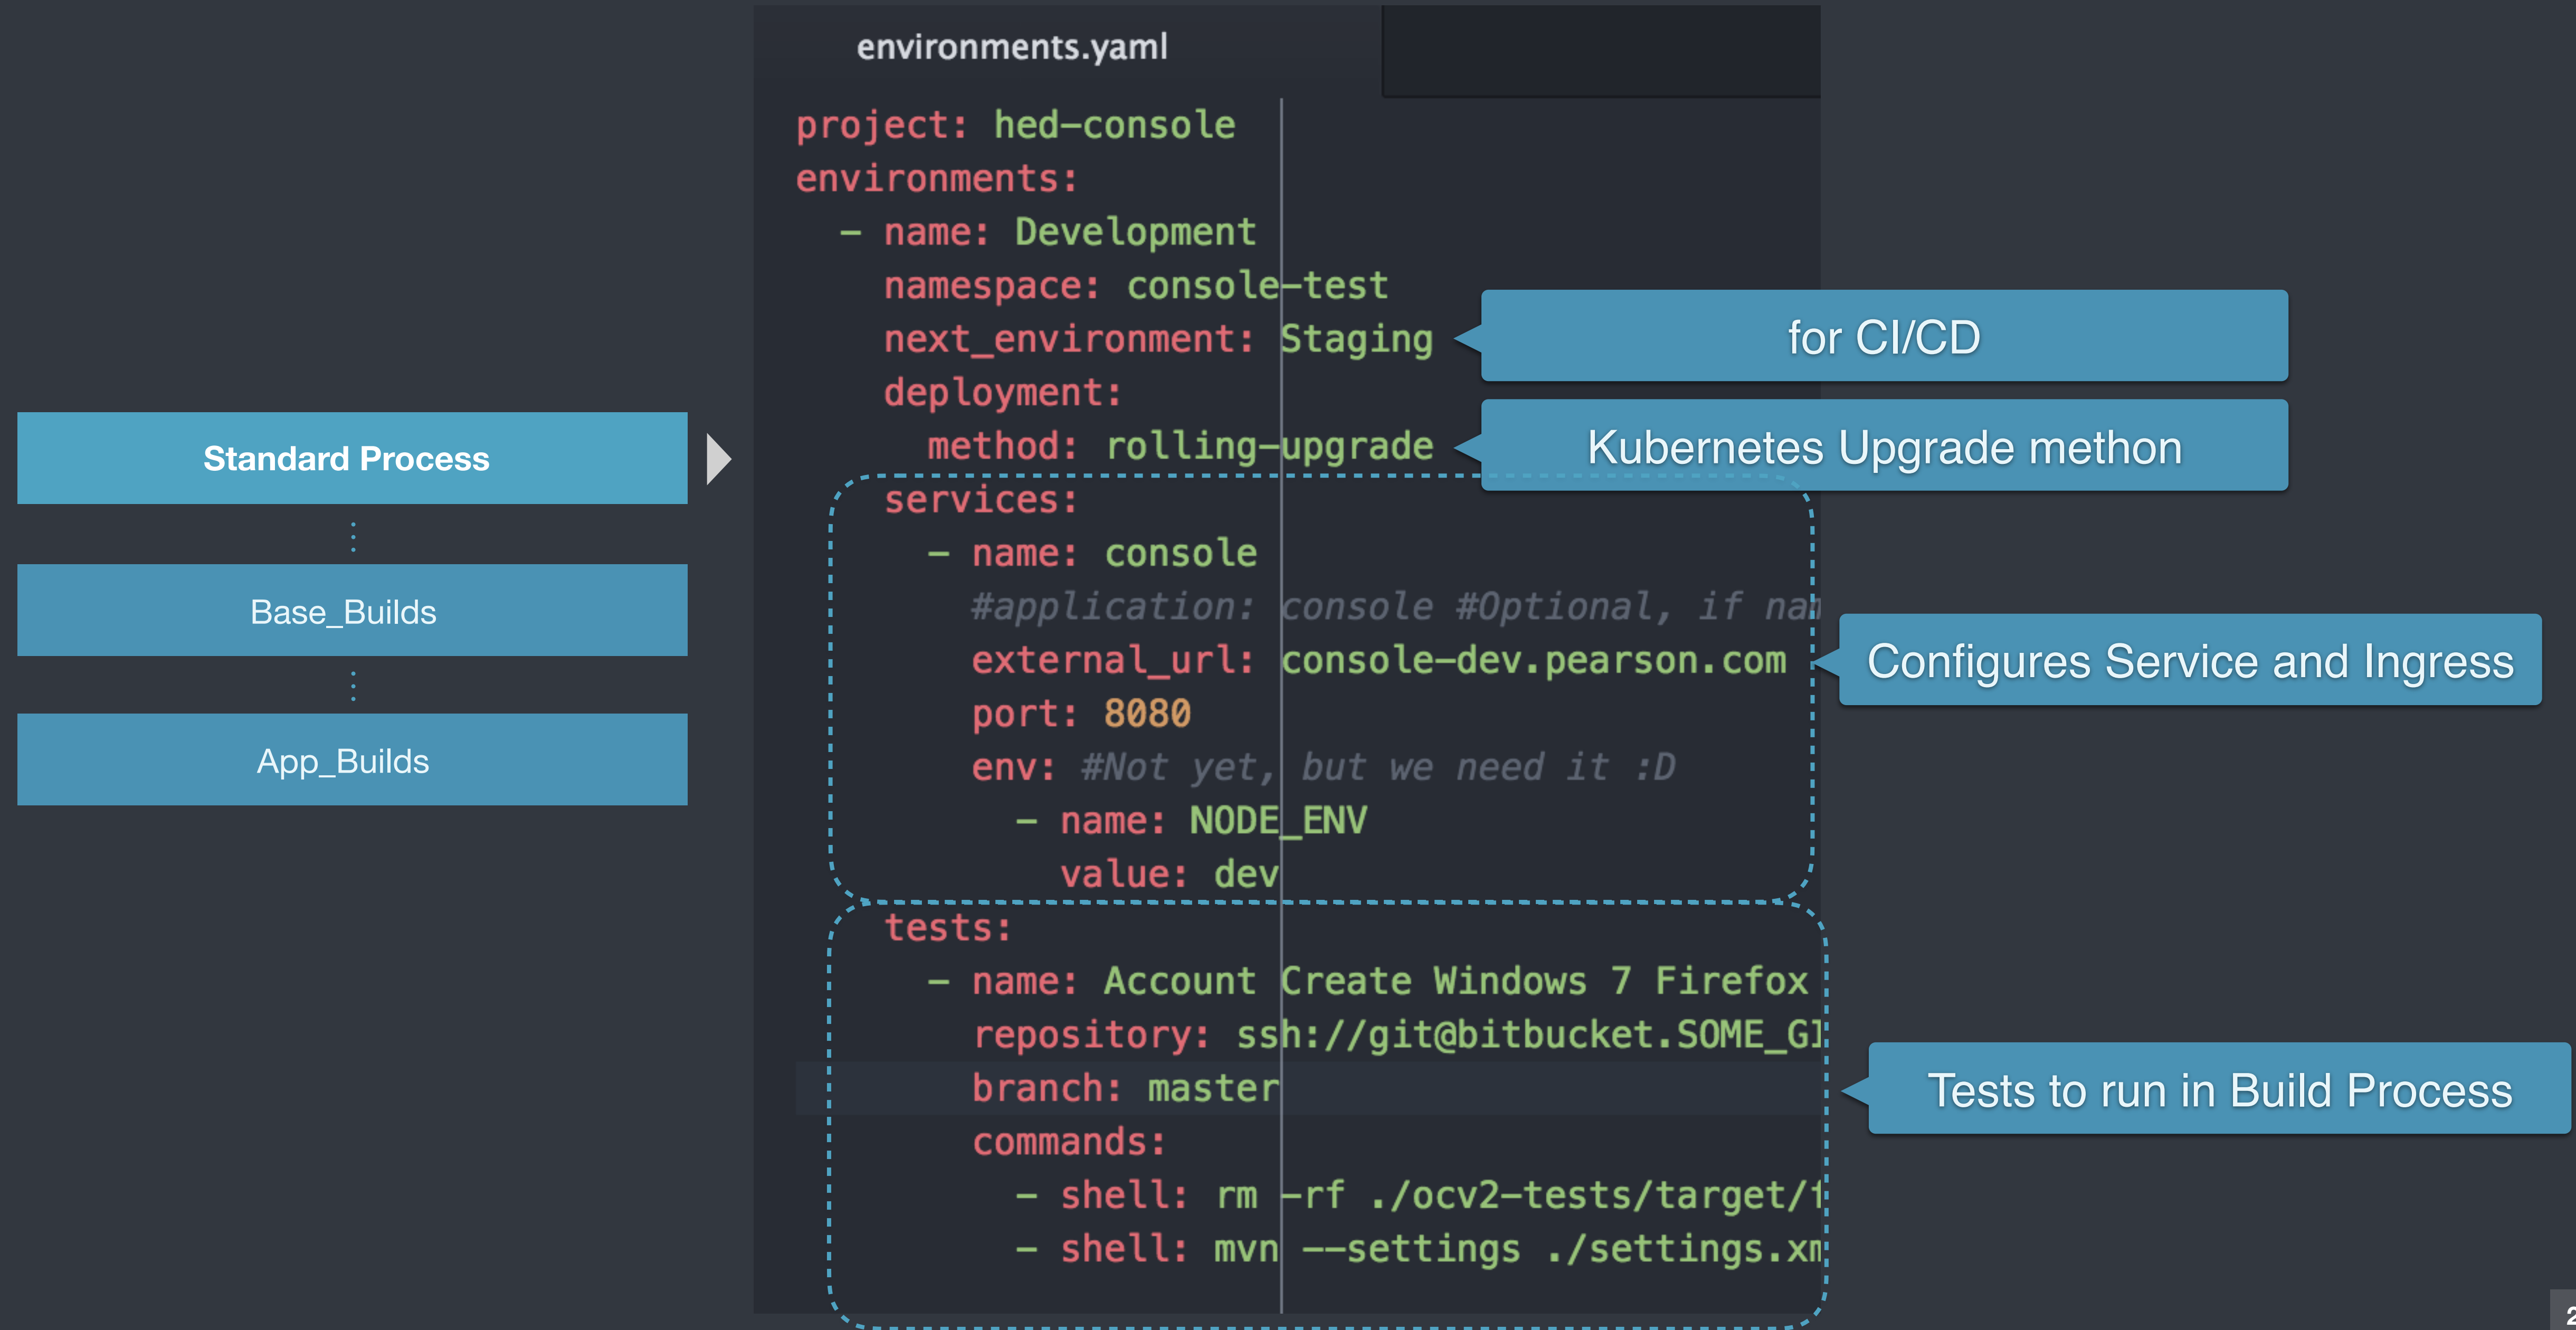 environments.yaml
project: hed-console
environments:
- name: Development
namespace: console-test
next_environment: Staging
for CI/CD
deployment:
method: rolling-upgrade
Kubernetes Upgrade methon
Standard Process
Base_Builds
App_Builds
services:
- name: console
#application: console #Optional, if
external_url: console-dev.pearson.com
Configures Service and Ingress
port: 8080
env: #Not yet, but we need it :D
- name: NODE_ENV
value: dev
tests:
- name: Account Create Windows 7 Firefox
repository: ssh://git@bitbucket.SOME_
branch: master
Tests to run in Build Process
commands:
- shell: rm -rf ./ocv2-tests/target/
- shell: mvn --settings ./settings.